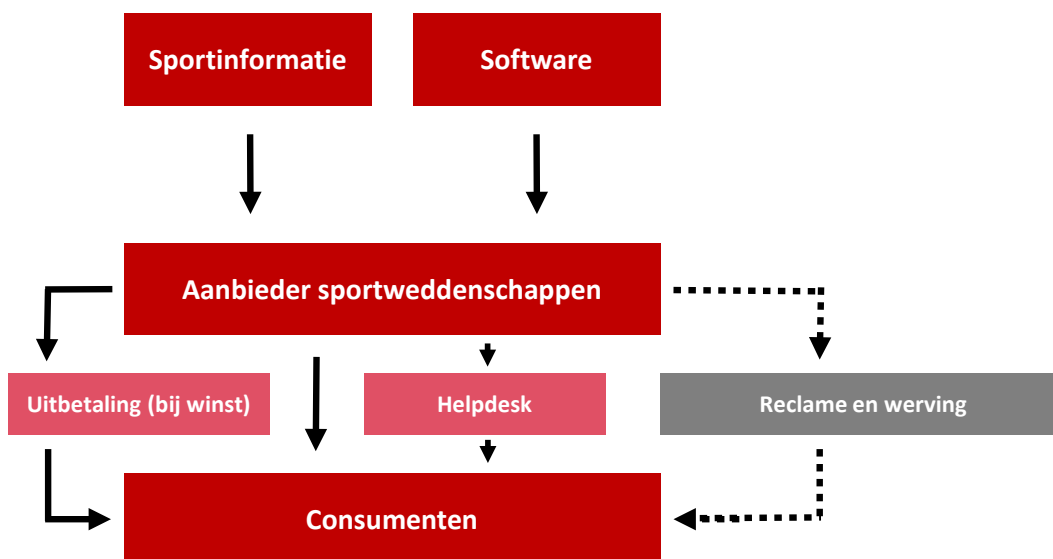 Sportinformatie
Software
Aanbieder sportweddenschappen
Uitbetaling (bij winst)
Helpdesk
Reclame en werving
Consumenten